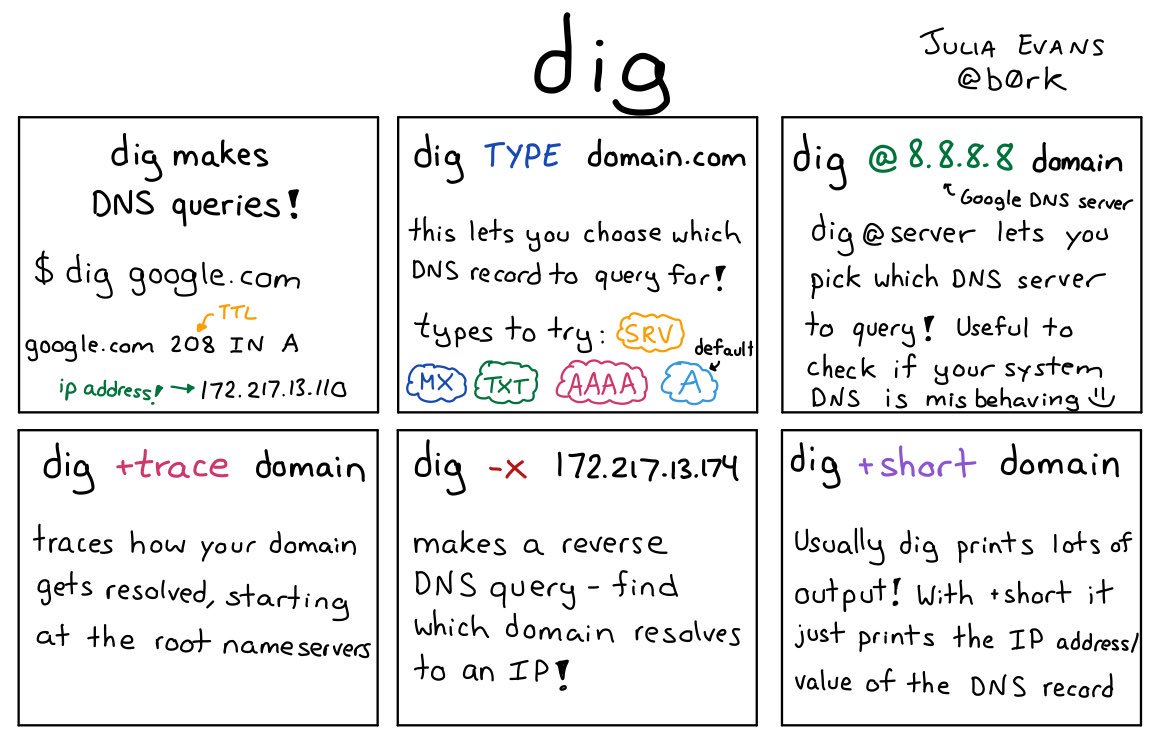 dig
JULIA EVANS
@b0rk
dig makes
DNS queries!
$ dig google.com
TTL
google.com 208 IN A
ip address! → 172.217.13.110
dig TYPE domain.com
this lets you choose which
DNS record to query for!
types to try: SRV
default
MX TXT AAAA A
dig @8.8.8.8 domain
Google DNS server
dig @server lets you
pick which DNS server
to query! Useful to
check if your system
DNS is misbehaving
dig +trace domain
traces how your domain
gets resolved, starting
at the root nameservers
dig -x 172.217.13.174
makes a reverse
DNS query - find
which domain resolves
to an IP!
dig +short domain
Usually dig prints lots of
output! With +short it
just prints the IP address/
value of the DNS record